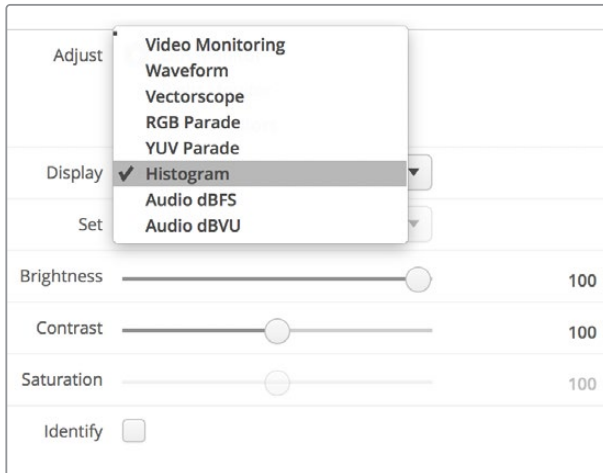 Adjust
Video Monitoring
Waveform
Vectorscope
RGB Parade
YUV Parade
Display ✓ Histogram
Audio dBFS
Set Audio dBVU
Brightness 100
Contrast 100
Saturation 100
Identify